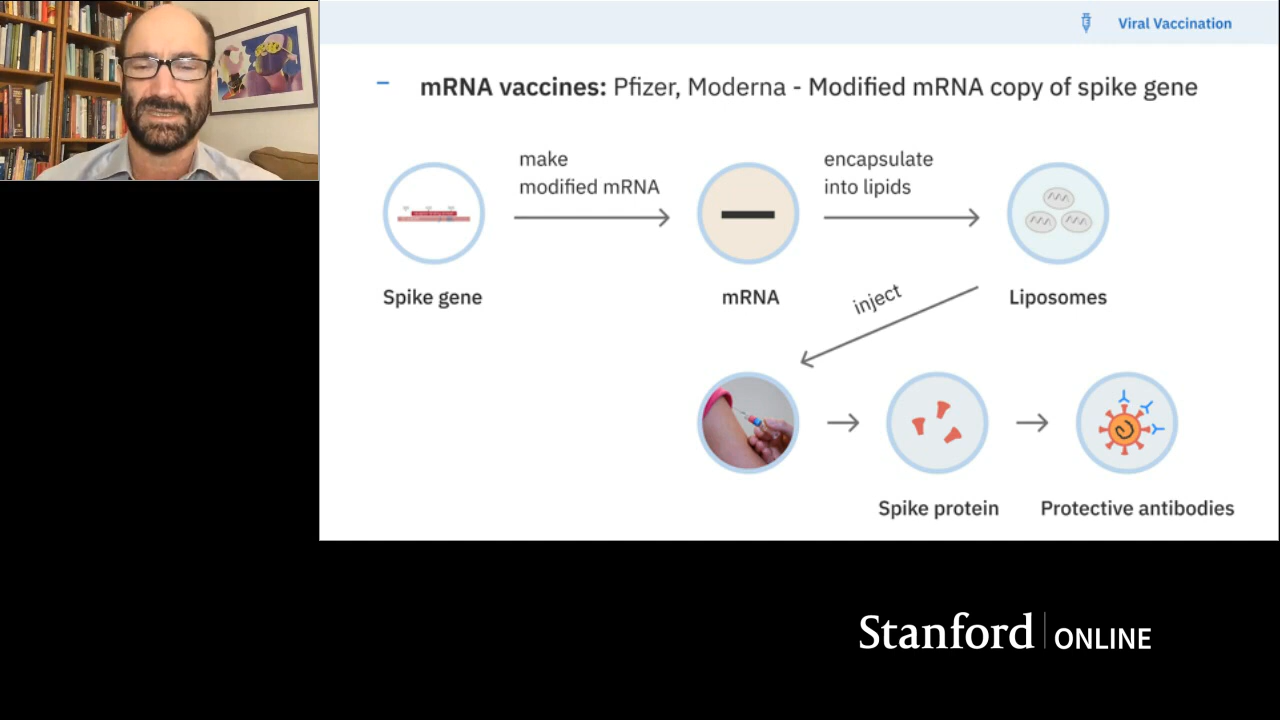 Viral Vaccination
– mRNA vaccines: Pfizer, Moderna - Modified mRNA copy of spike gene
make
modified mRNA
encapsulate
into lipids
Spike gene
mRNA
Liposomes
inject
Spike protein
Protective antibodies
Stanford | ONLINE